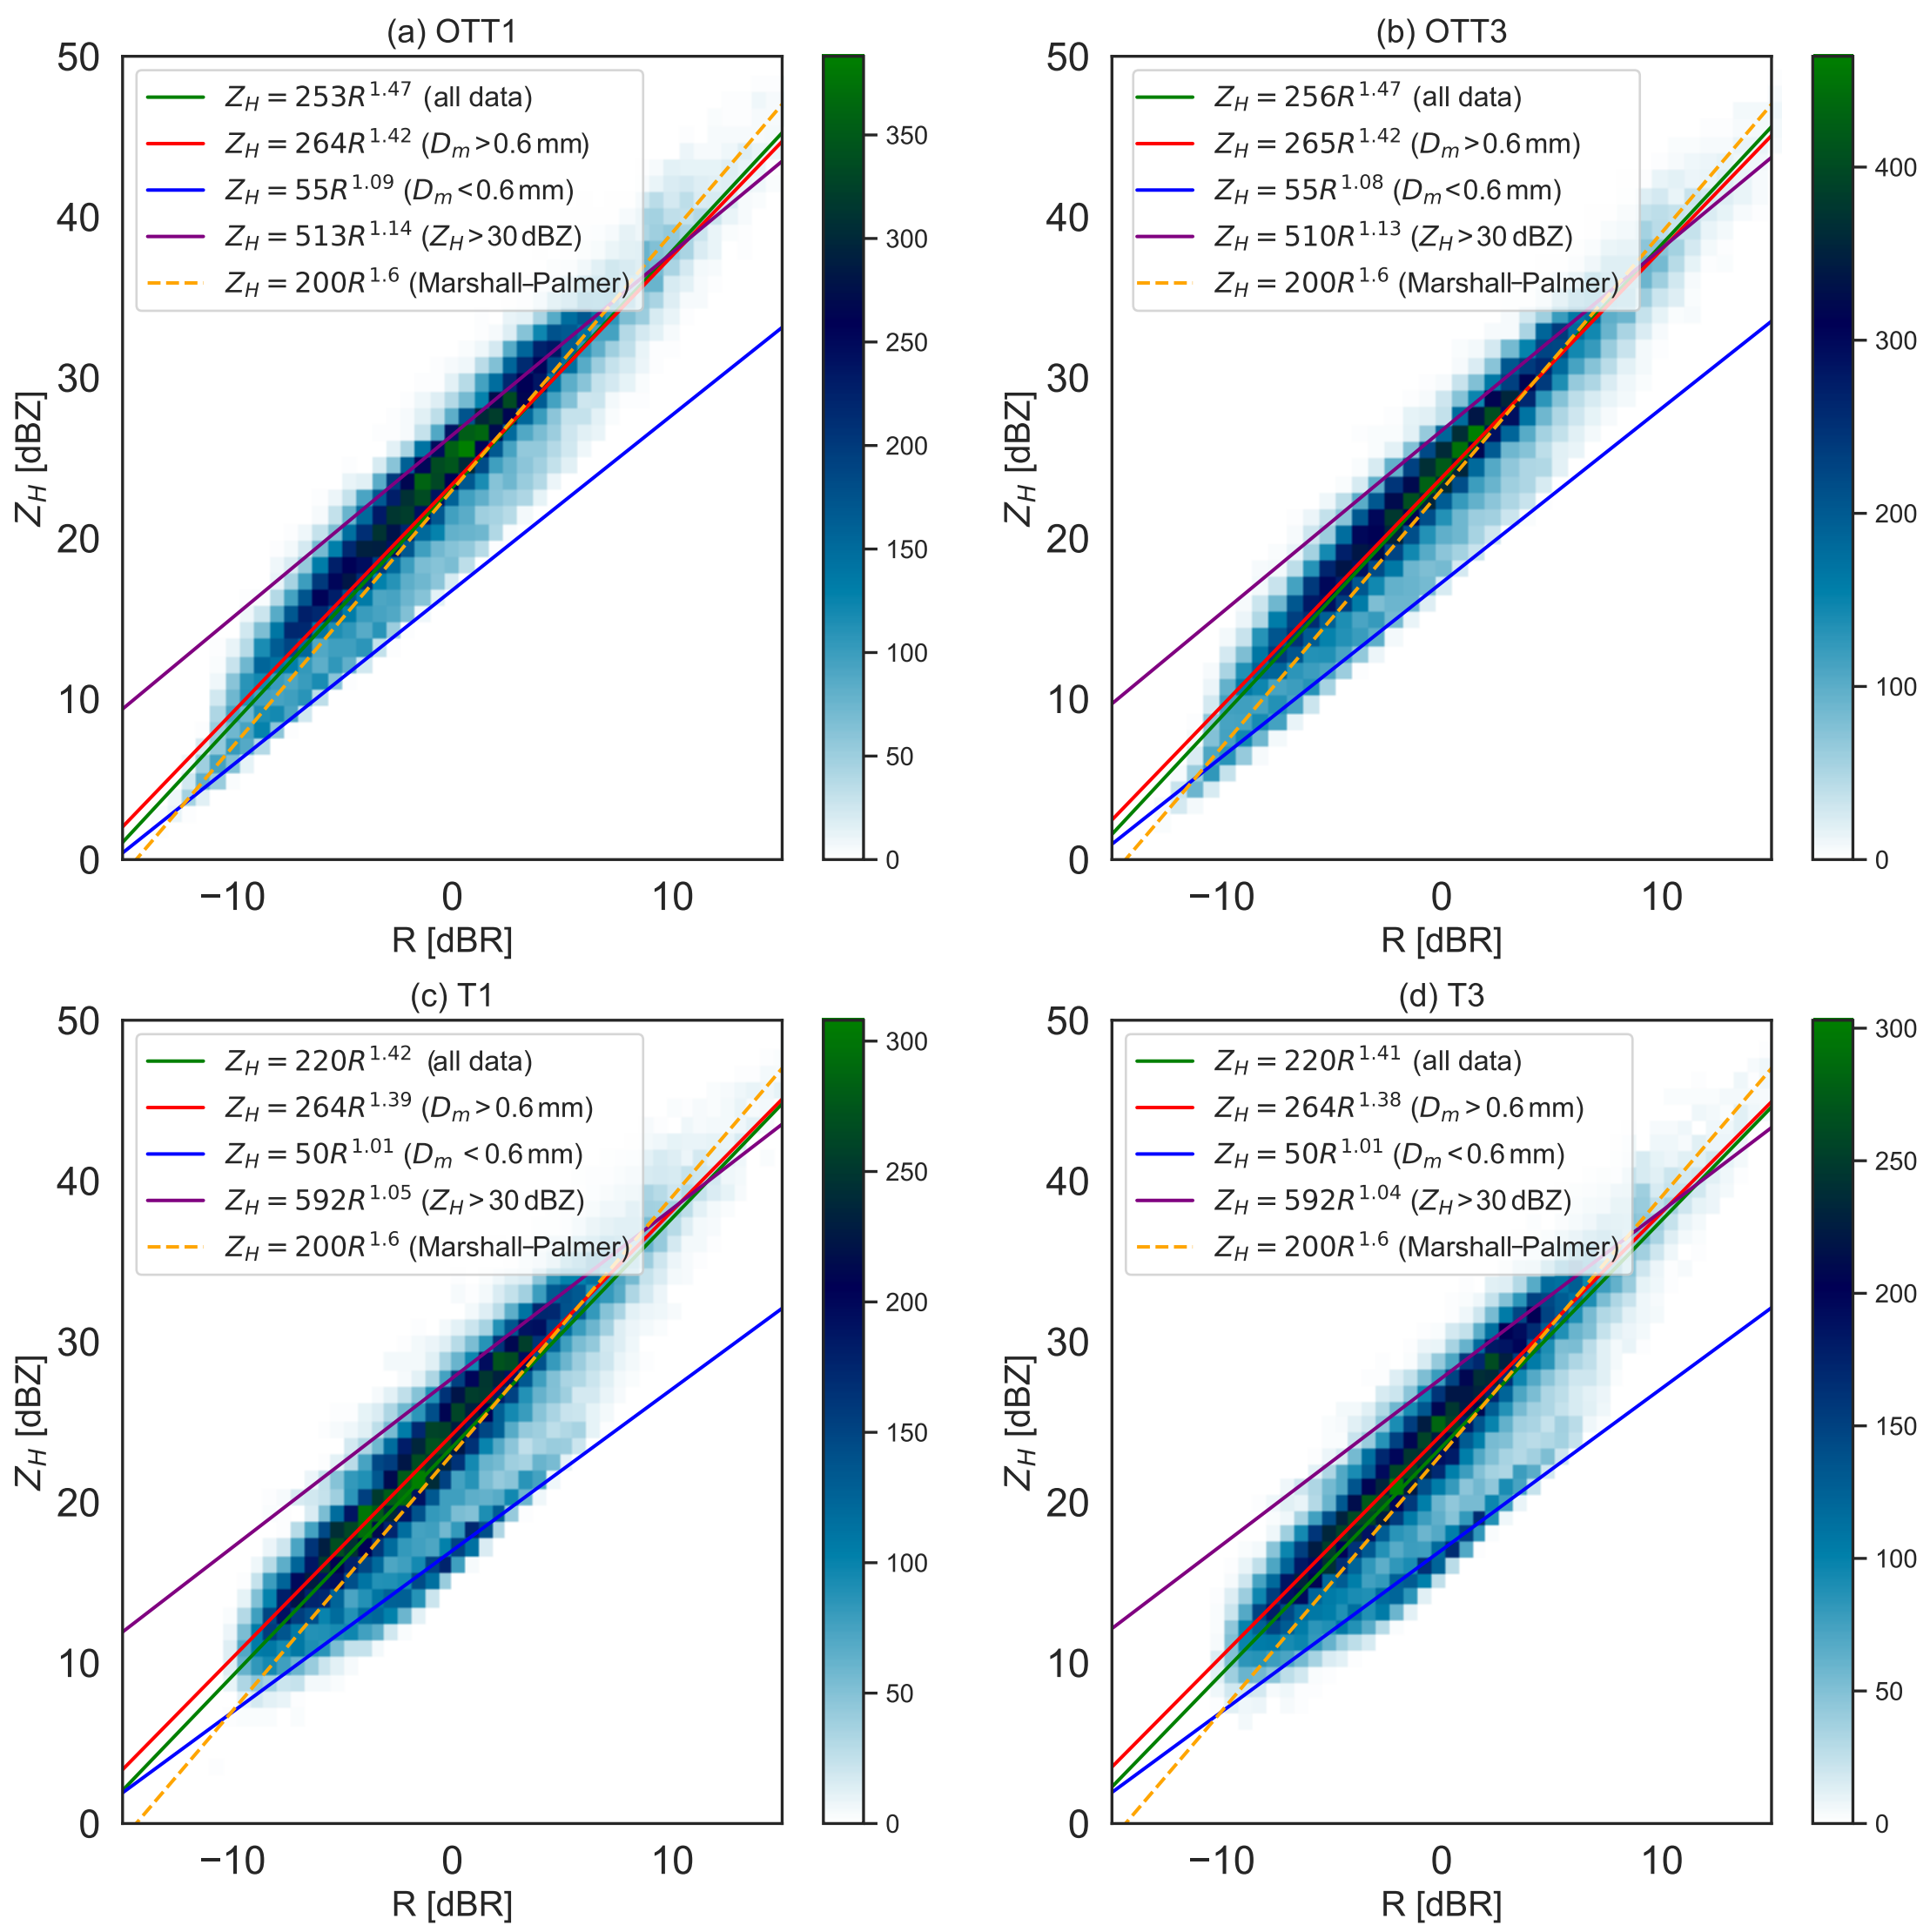 (a) OTT1
Z_H = 253R^1.47 (all data)
Z_H = 264R^1.42 (D_m > 0.6 mm)
Z_H = 55R^1.09 (D_m < 0.6 mm)
Z_H = 513R^1.14 (Z_H > 30 dBZ)
Z_H = 200R^1.6 (Marshall–Palmer)
50
40
30
20
10
0
Z_H [dBZ]
−10 0 10
R [dBR]
350
300
250
200
150
100
50
0
(b) OTT3
Z_H = 256R^1.47 (all data)
Z_H = 265R^1.42 (D_m > 0.6 mm)
Z_H = 55R^1.08 (D_m < 0.6 mm)
Z_H = 510R^1.13 (Z_H > 30 dBZ)
Z_H = 200R^1.6 (Marshall–Palmer)
50
40
30
20
10
0
Z_H [dBZ]
−10 0 10
R [dBR]
400
300
200
100
0
(c) T1
Z_H = 220R^1.42 (all data)
Z_H = 264R^1.39 (D_m > 0.6 mm)
Z_H = 50R^1.01 (D_m < 0.6 mm)
Z_H = 592R^1.05 (Z_H > 30 dBZ)
Z_H = 200R^1.6 (Marshall–Palmer)
50
40
30
20
10
0
Z_H [dBZ]
−10 0 10
R [dBR]
300
250
200
150
100
50
0
(d) T3
Z_H = 220R^1.41 (all data)
Z_H = 264R^1.38 (D_m > 0.6 mm)
Z_H = 50R^1.01 (D_m < 0.6 mm)
Z_H = 592R^1.04 (Z_H > 30 dBZ)
Z_H = 200R^1.6 (Marshall–Palmer)
50
40
30
20
10
0
Z_H [dBZ]
−10 0 10
R [dBR]
300
250
200
150
100
50
0